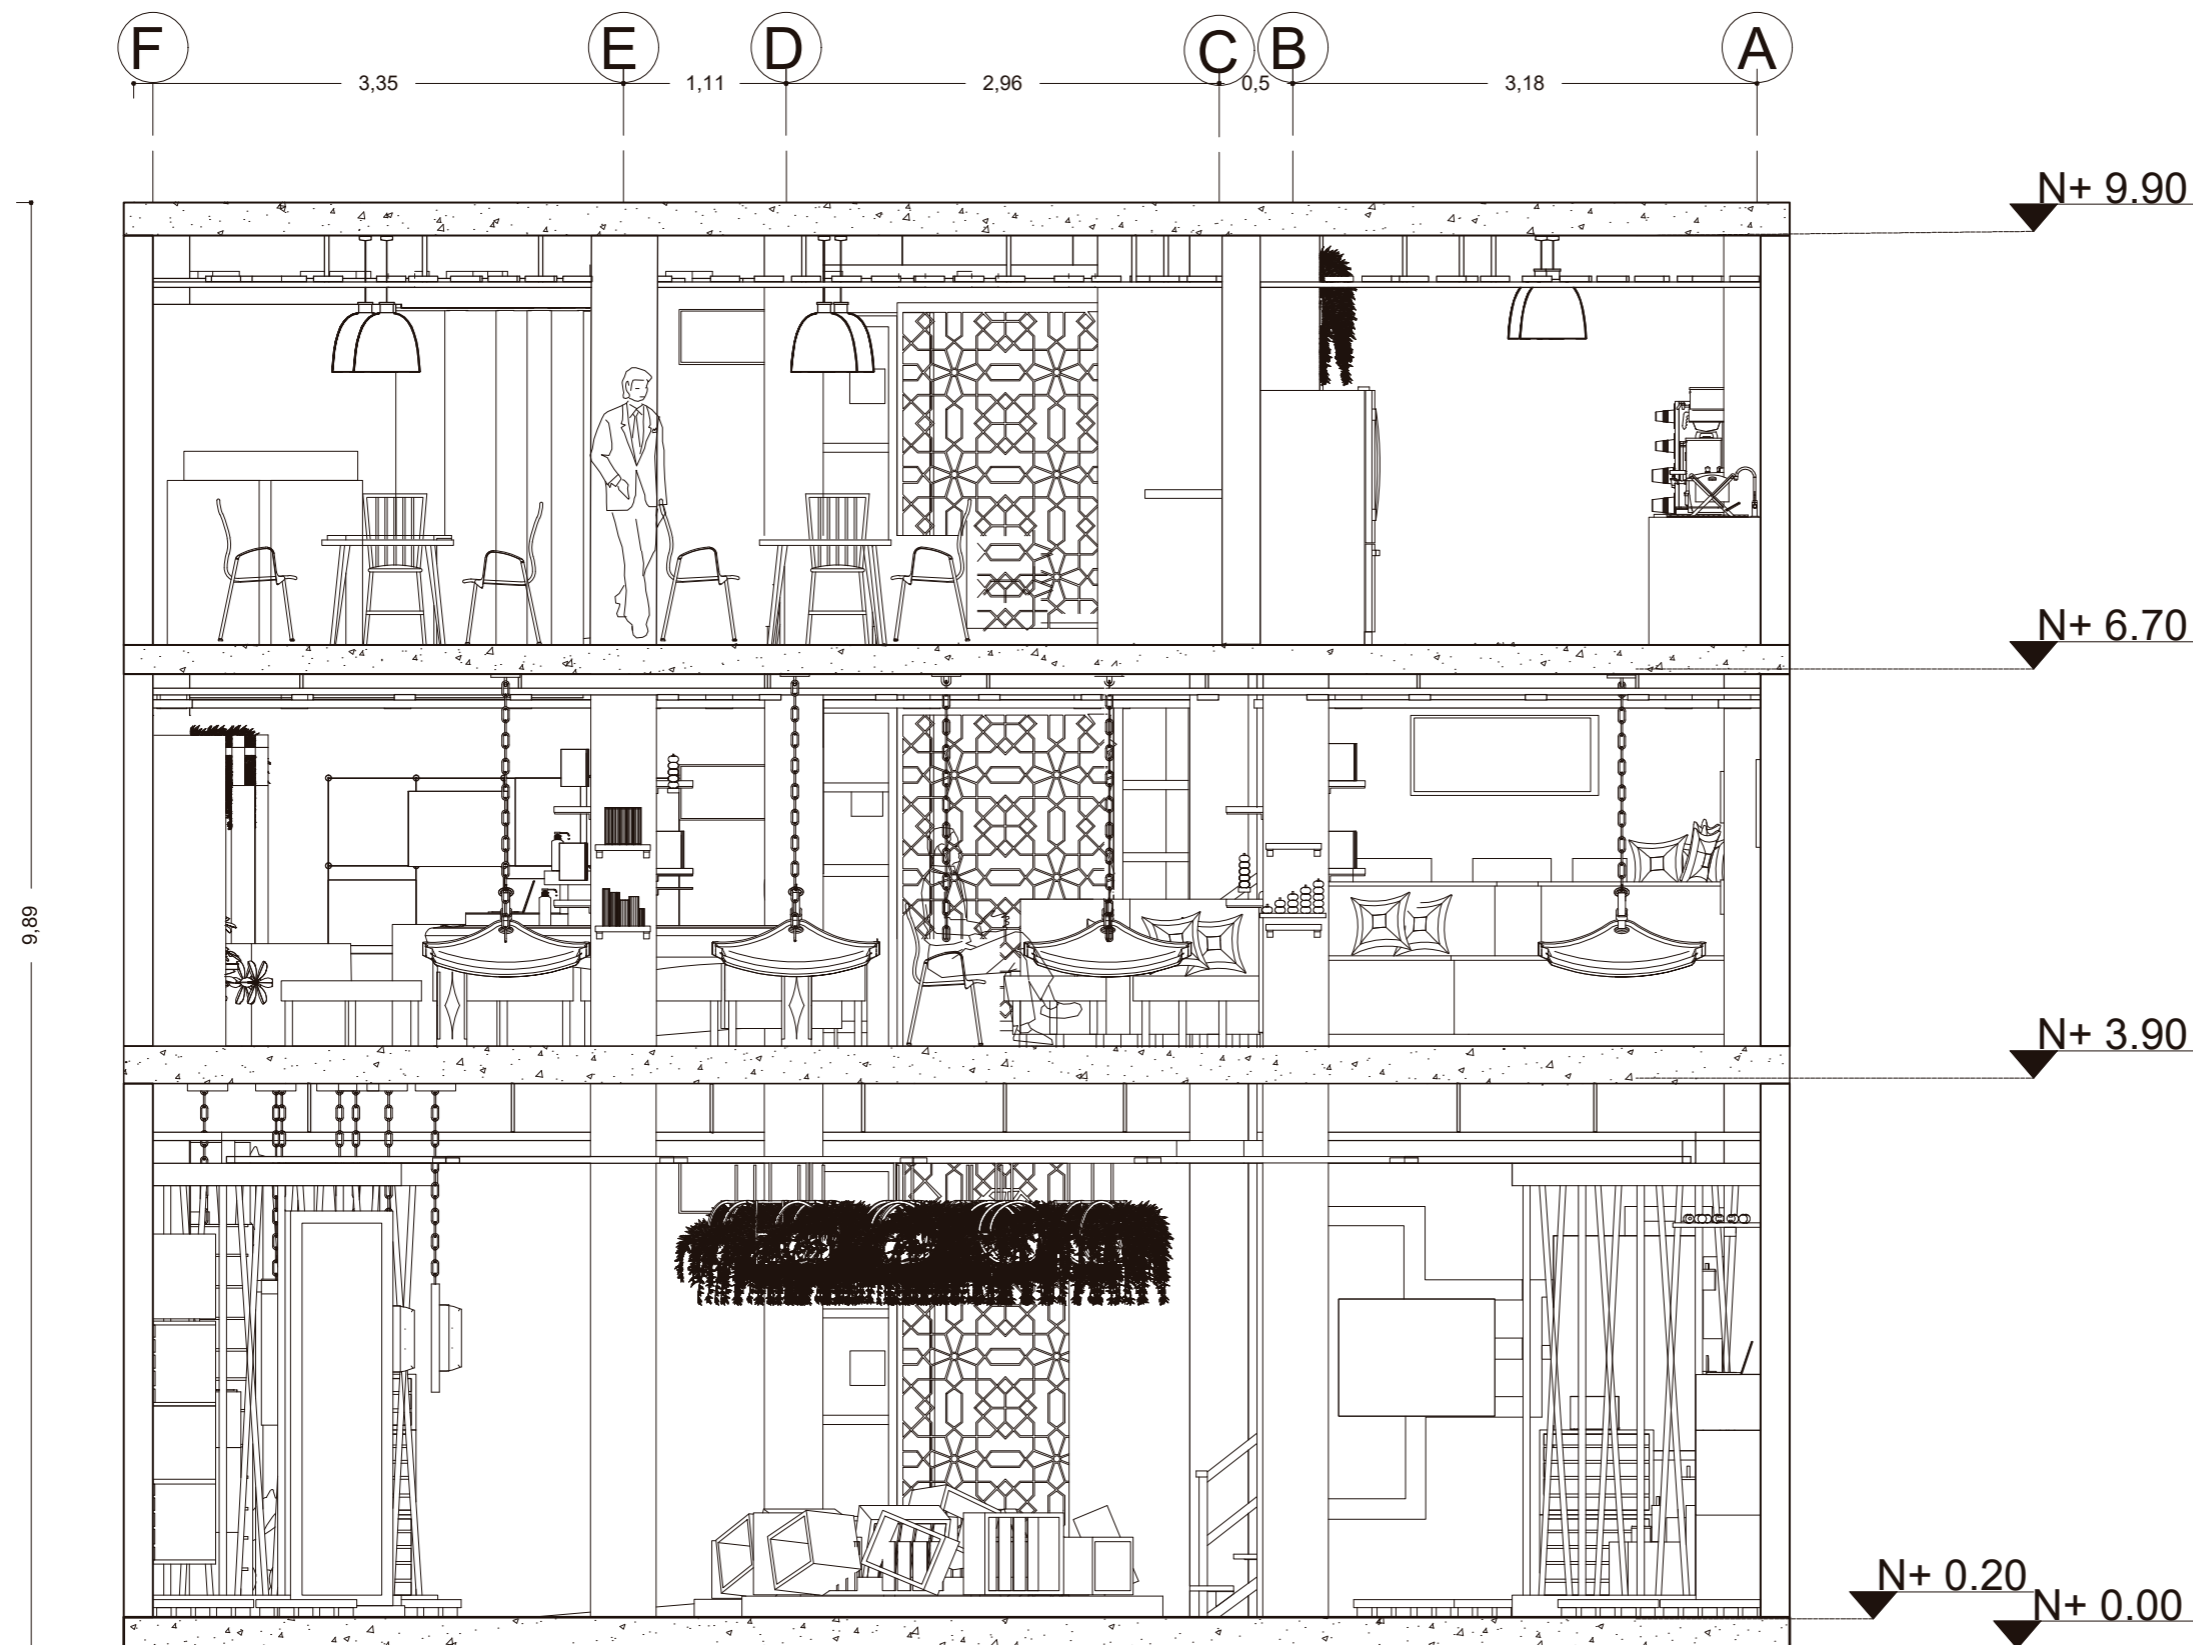 F E D C B A
3,35 1,11 2,96 0,5 3,18
N+ 9.90
N+ 6.70
9,89
N+ 3.90
N+ 0.20
N+ 0.00